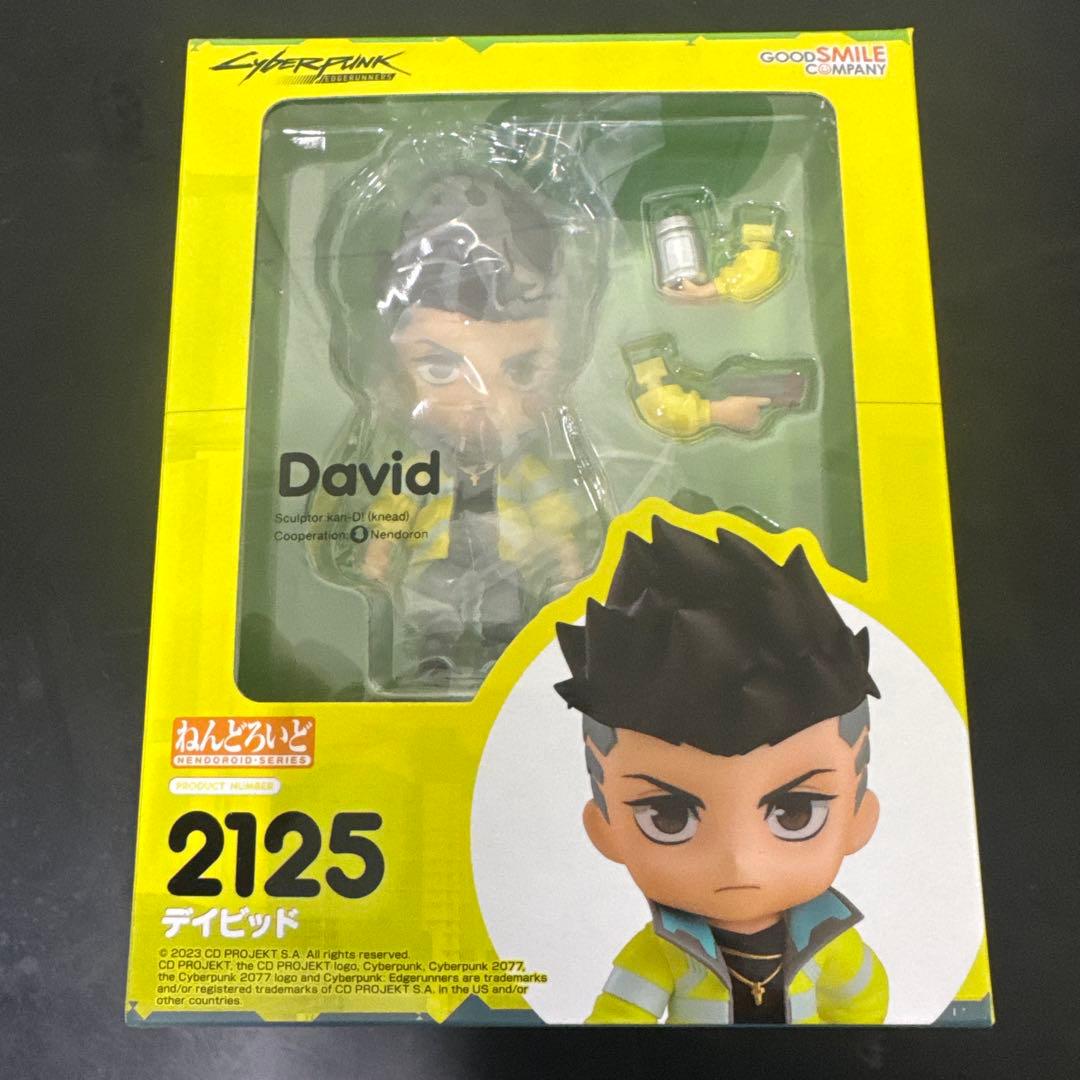 Cyberpunk
EDGERUNNERS
GOODSMILE
COMPANY
David
Sculptor:kan-D! (knead)
Cooperation: Nendoron
ねんどろいど
NENDOROID・SERIES
PRODUCT NUMBER
2125
デイビッド
© 2023 CD PROJEKT S.A. All rights reserved.
CD PROJEKT, the CD PROJEKT logo, Cyberpunk, Cyberpunk 2077,
the Cyberpunk 2077 logo and Cyberpunk: Edgerunners are trademarks
and/or registered trademarks of CD PROJEKT S.A. in the US and/or
other countries.